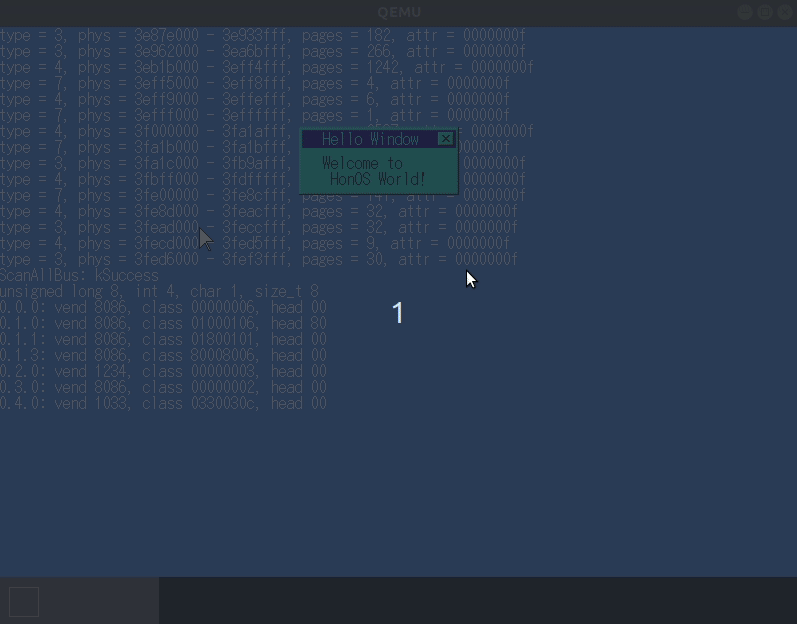 QEMU
type = 3, phys = 3e87e000 - 3e933fff, pages = 182, attr = 0000000f
type = 3, phys = 3e962000 - 3ea6bfff, pages = 266, attr = 0000000f
type = 4, phys = 3eb1b000 - 3eff4fff, pages = 1242, attr = 0000000f
type = 7, phys = 3eff5000 - 3eff8fff, pages = 4, attr = 0000000f
type = 4, phys = 3eff9000 - 3effefff, pages = 6, attr = 0000000f
type = 7, phys = 3efff000 - 3effffff, pages = 1, attr = 0000000f
type = 4, phys = 3f000000 - 3fa1afff, 0000000f
type = 7, phys = 3fa1b000 - 3fa1bfff,
type = 3, phys = 3fa1c000 - 3fb9afff,
type = 4, phys = 3fbff000 - 3fdfffff,
type = 7, phys = 3fe00000 - 3fe8cfff, pages = 141, attr = 0000000f
type = 4, phys = 3fe8d000 - 3feacfff, pages = 32, attr = 0000000f
type = 3, phys = 3fead000 - 3feccfff, pages = 32, attr = 0000000f
type = 4, phys = 3fecd000 - 3fed5fff, pages = 9, attr = 0000000f
type = 3, phys = 3fed6000 - 3fef3fff, pages = 30, attr = 0000000f
ScanAllBus: kSuccess
unsigned long 8, int 4, char 1, size_t 8
0.0.0: vend 8086, class 00000006, head 00
0.1.0: vend 8086, class 01000106, head 80
0.1.1: vend 8086, class 01800101, head 00
0.1.3: vend 8086, class 80008006, head 00
0.2.0: vend 1234, class 00000003, head 00
0.3.0: vend 8086, class 00000002, head 00
0.4.0: vend 1033, class 0330030c, head 00
Hello Window
Welcome to
HonOS World!
1